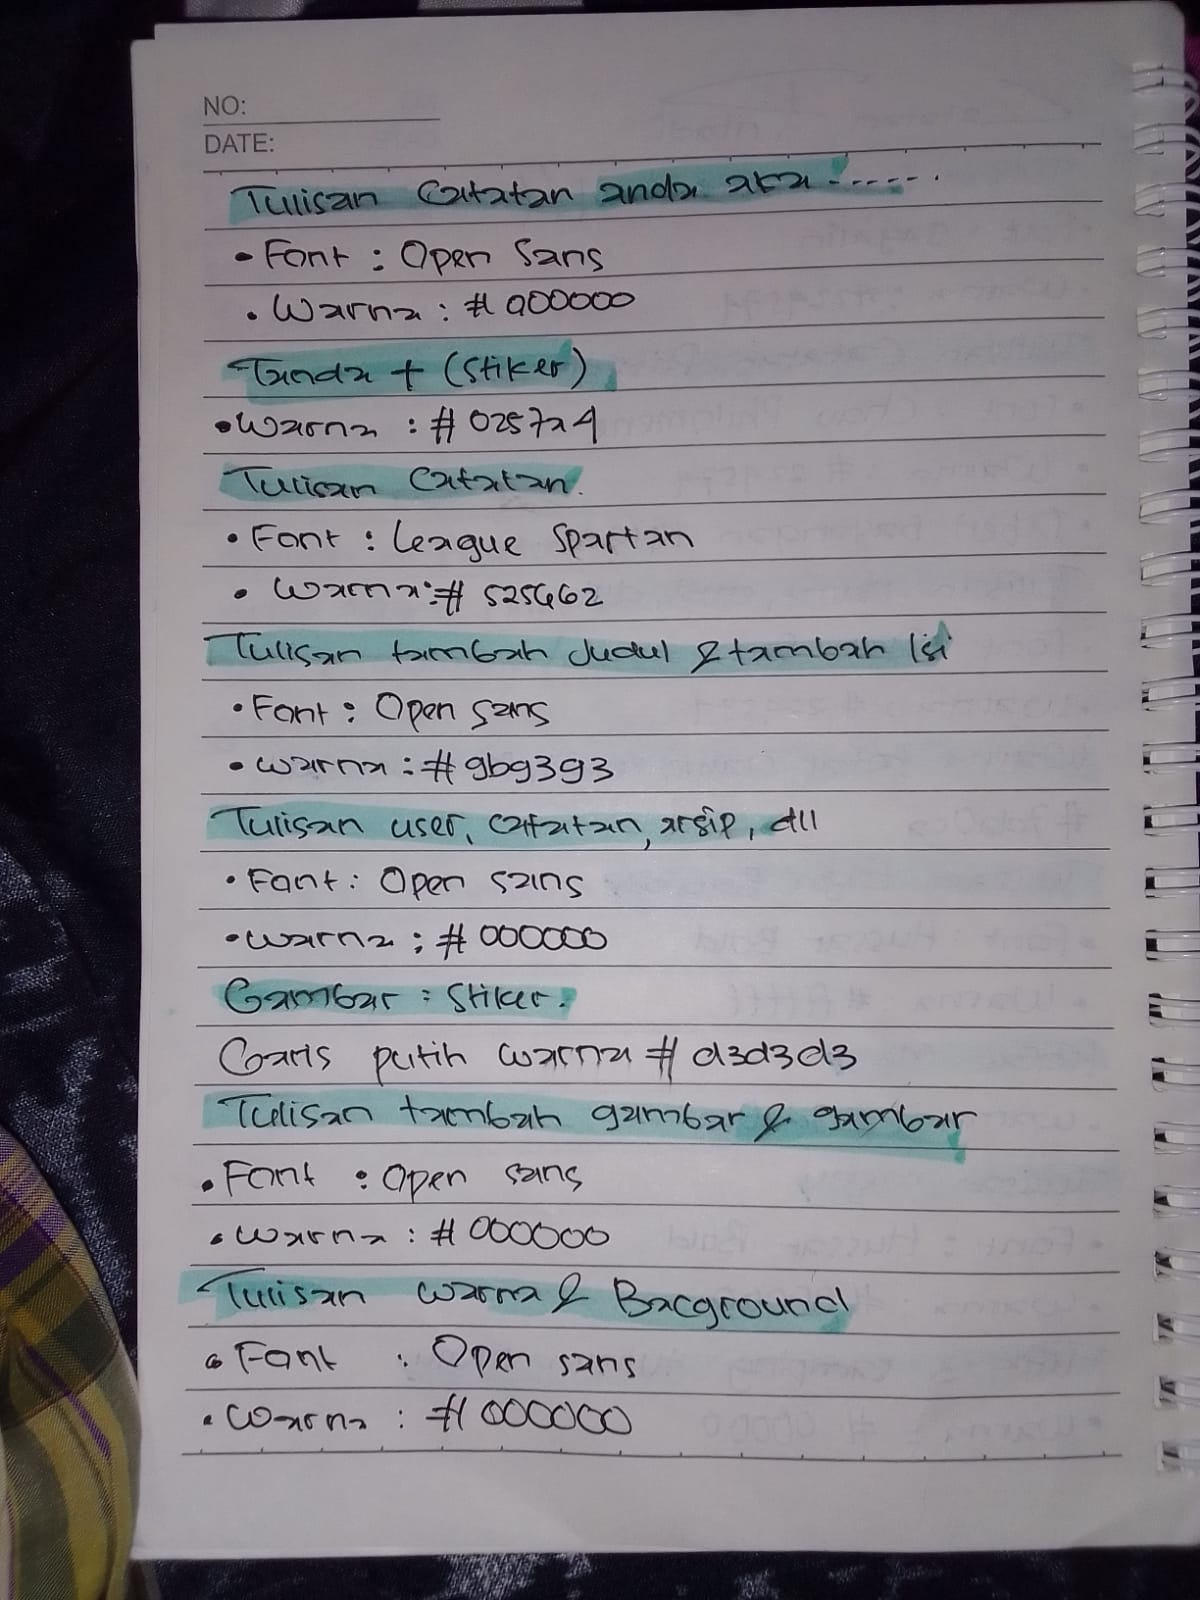 NO:
DATE:
Tulisan Catatan anda aka ------.
• Font : Open Sans
• Warna : #000000
Tanda + (Stiker)
• Warna : #0257a4
Tulisan Catatan.
• Font : League Spartan
• Warna : # 525662
Tulisan tambah Judul & tambah Isi
• Font : Open sans
• Warna : #9b9393
Tulisan user, catatan, arsip, dll
• Font : Open sans
• Warna ; #000000
Gambar : Stiker.
Garis putih warna # d3d3d3
Tulisan tambah gambar & gambar
• Font : Open sans
• Warna : #000000
Tulisan warna & Bacground
• Font : Open sans
• Warna : #000000